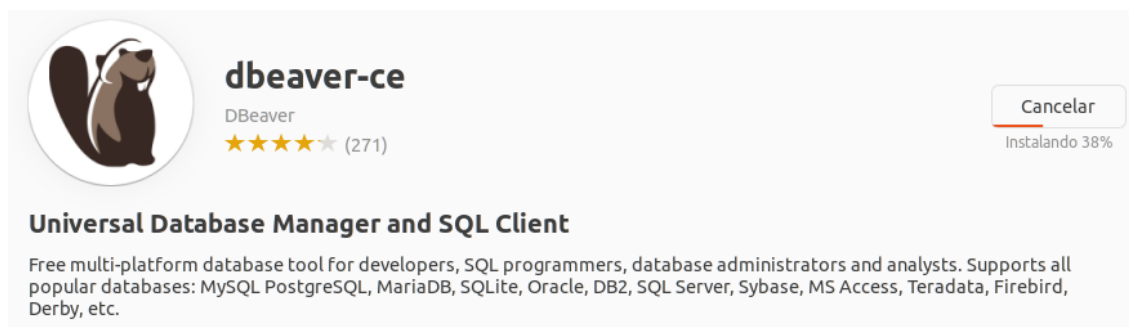 dbeaver-ce
DBeaver
(271)
Cancelar
Instalando 38%
Universal Database Manager and SQL Client
Free multi-platform database tool for developers, SQL programmers, database administrators and analysts. Supports all
popular databases: MySQL PostgreSQL, MariaDB, SQLite, Oracle, DB2, SQL Server, Sybase, MS Access, Teradata, Firebird,
Derby, etc.